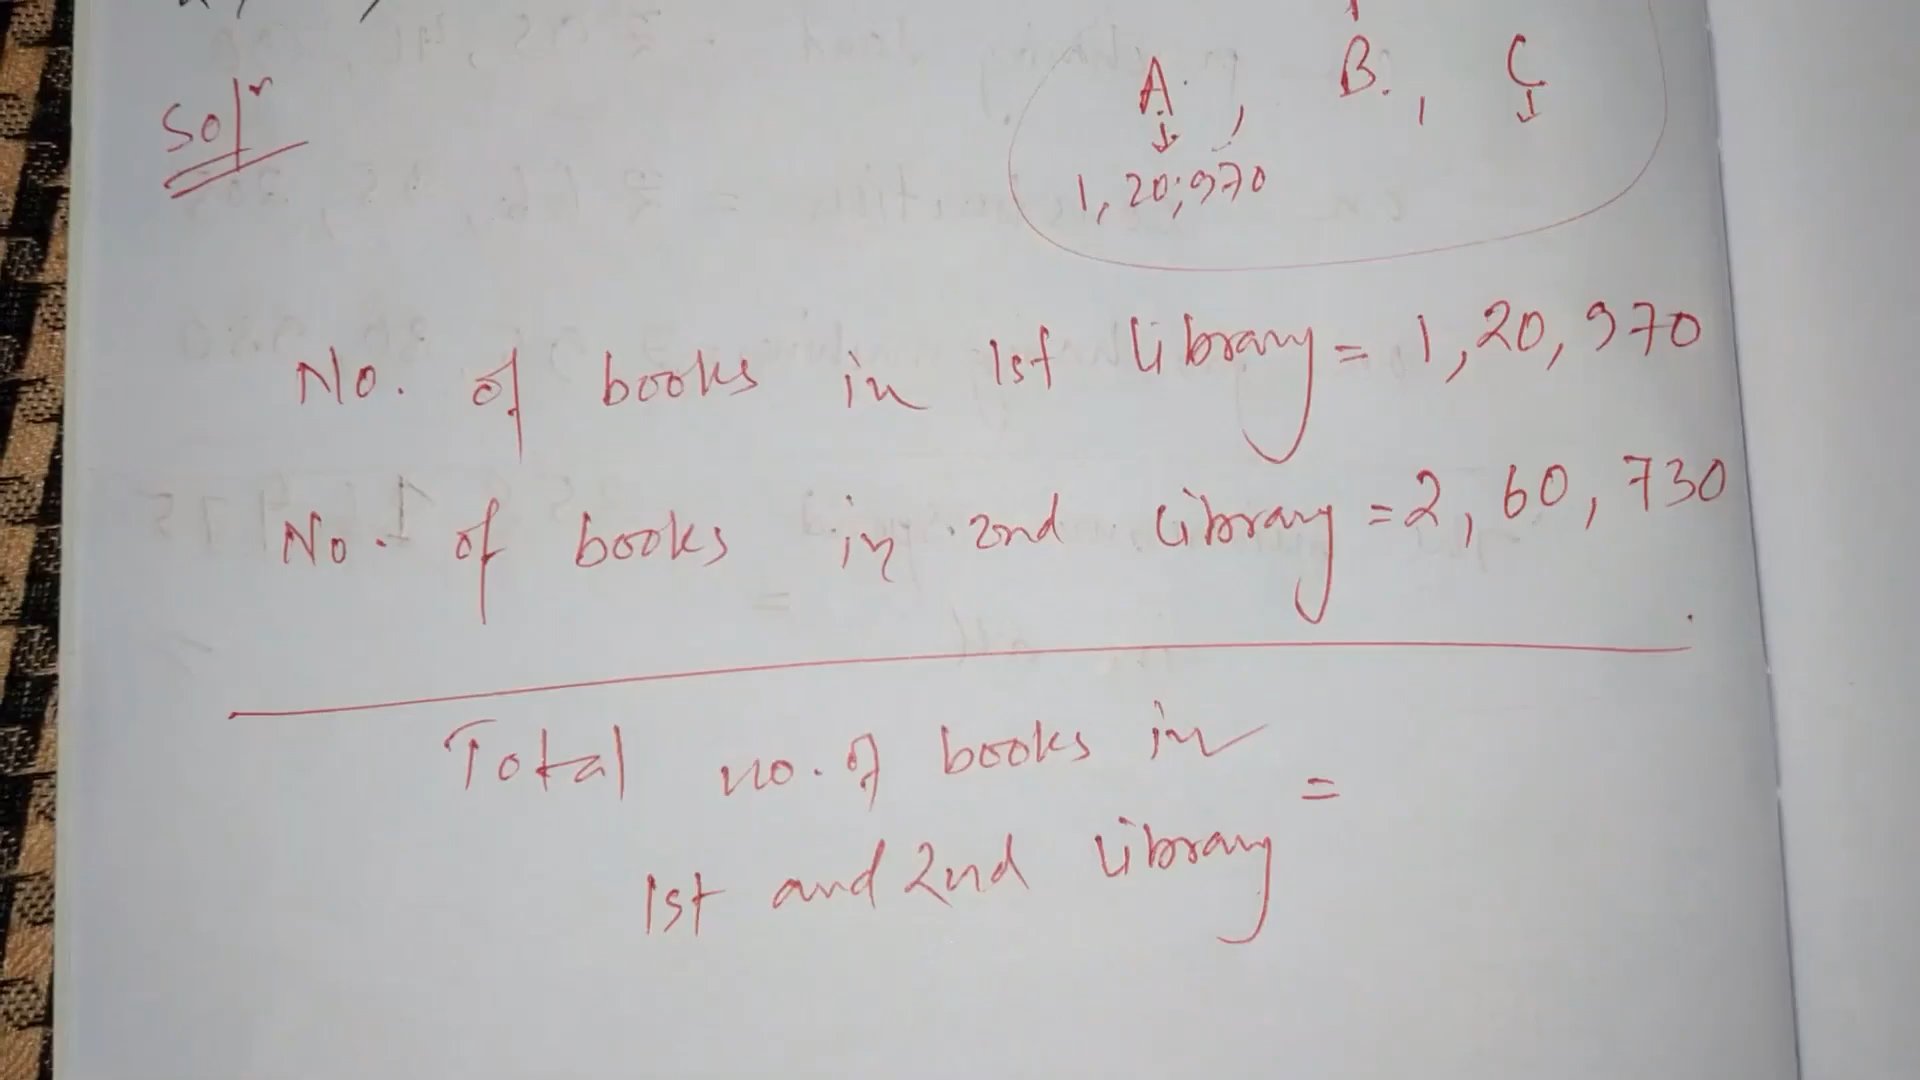 Solⁿ
A , B. , C
1,20,970
No. of books in 1st library = 1,20,970
No. of books in 2nd library = 2,60,730
Total no. of books in
1st and 2nd library =